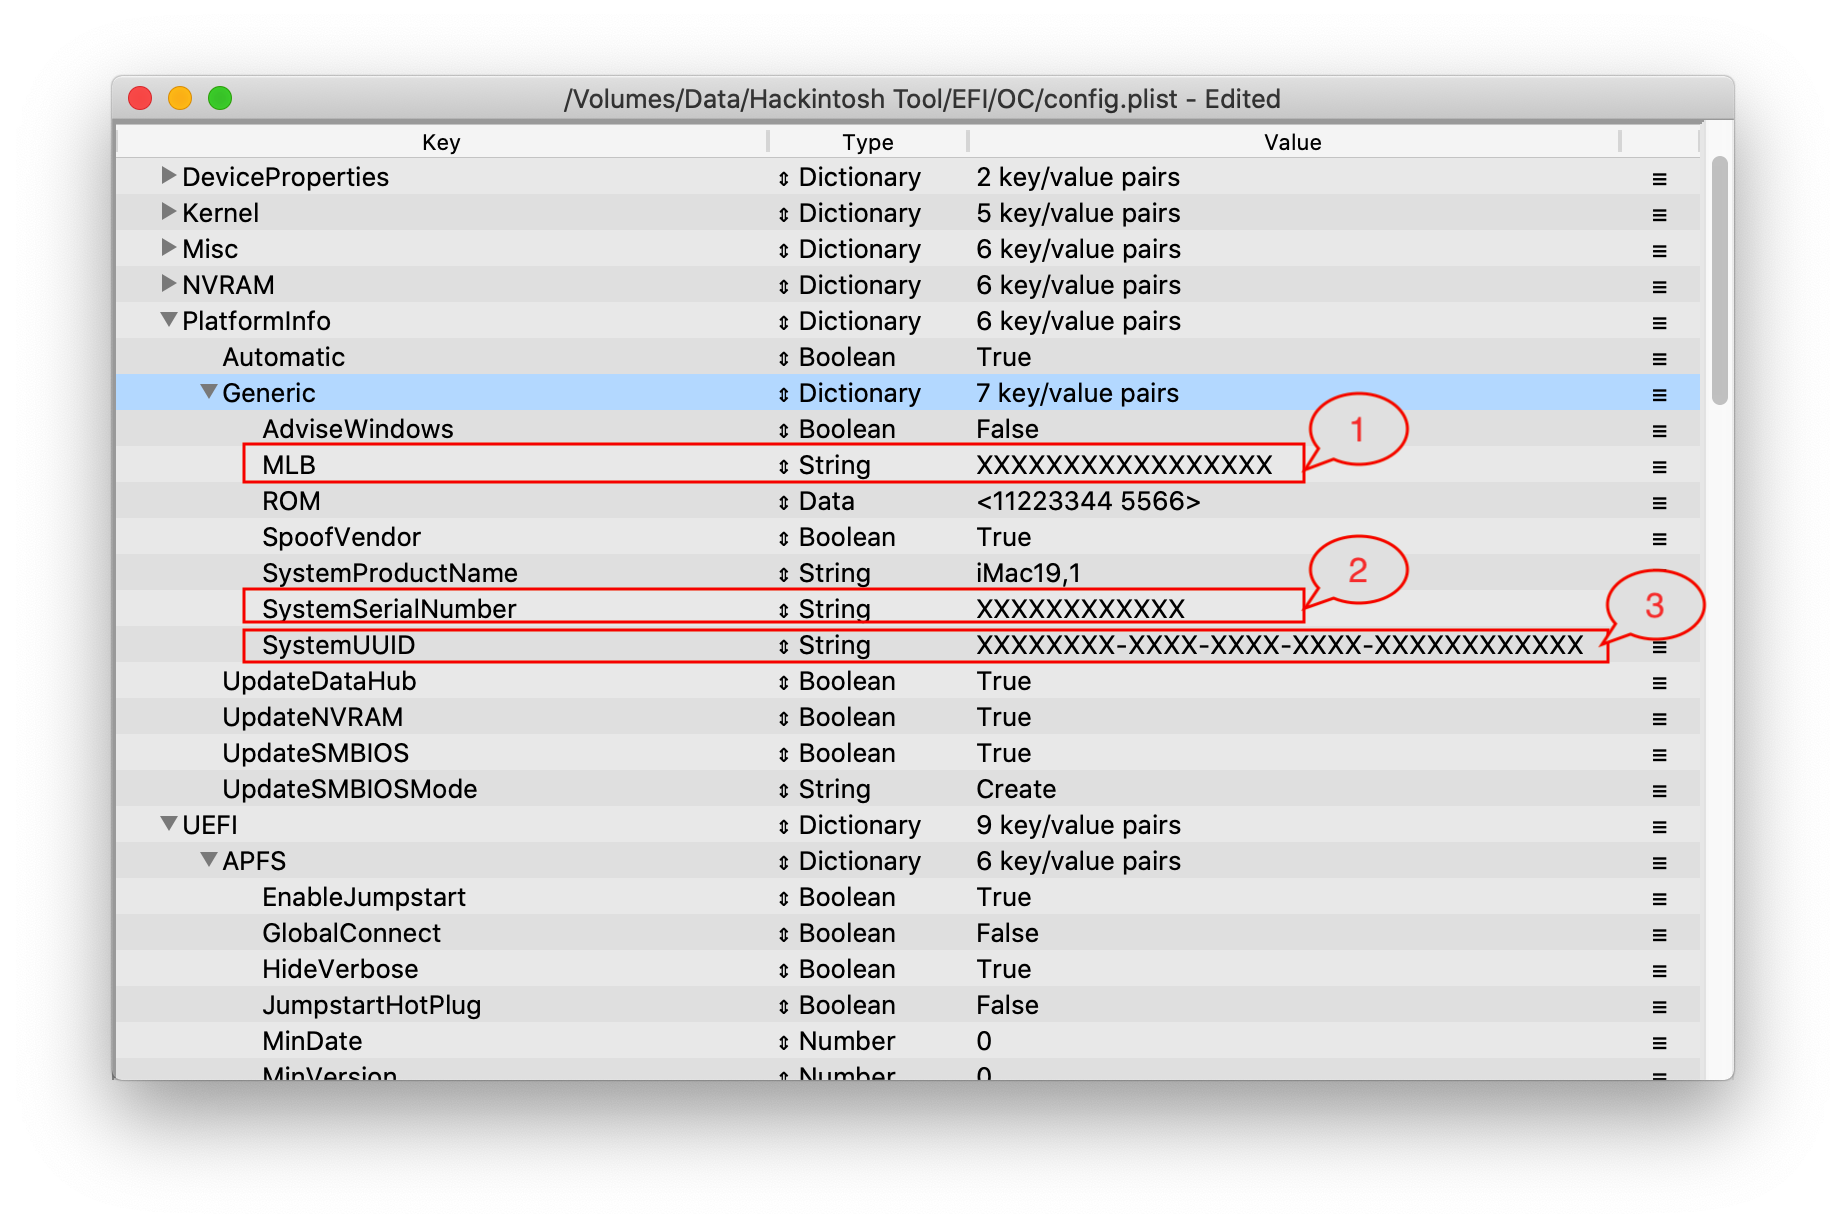 /Volumes/Data/Hackintosh Tool/EFI/OC/config.plist - Edited
Key Type Value
DeviceProperties Dictionary 2 key/value pairs
Kernel Dictionary 5 key/value pairs
Misc Dictionary 6 key/value pairs
NVRAM Dictionary 6 key/value pairs
PlatformInfo Dictionary 6 key/value pairs
Automatic Boolean True
Generic Dictionary 7 key/value pairs
AdviseWindows Boolean False
1
MLB String XXXXXXXXXXXXXXXXX
ROM Data <11223344 5566>
SpoofVendor Boolean True
SystemProductName String iMac19,1
2
SystemSerialNumber String XXXXXXXXXXXX
3
SystemUUID String XXXXXXXX-XXXX-XXXX-XXXX-XXXXXXXXXXXX
UpdateDataHub Boolean True
UpdateNVRAM Boolean True
UpdateSMBIOS Boolean True
UpdateSMBIOSMode String Create
UEFI Dictionary 9 key/value pairs
APFS Dictionary 6 key/value pairs
EnableJumpstart Boolean True
GlobalConnect Boolean False
HideVerbose Boolean True
JumpstartHotPlug Boolean False
MinDate Number 0
MinVersion Number 0